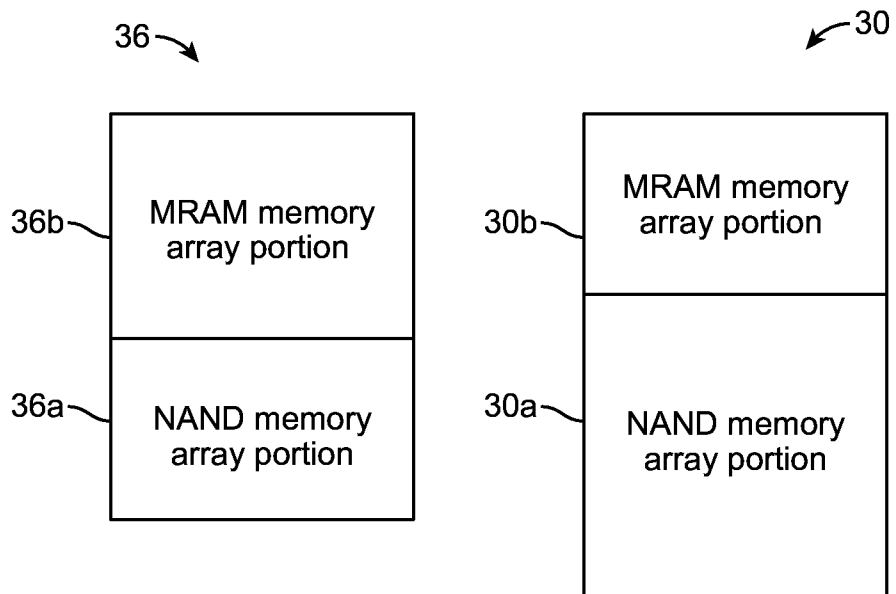 36
30
MRAM memory
array portion
36b
MRAM memory
array portion
30b
NAND memory
array portion
36a
NAND memory
array portion
30a